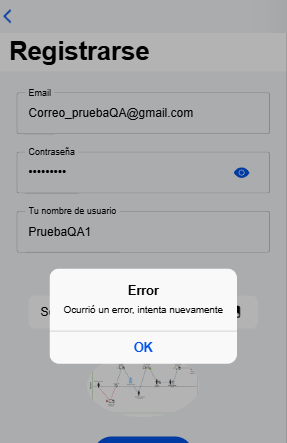 Registrarse
Email
Correo_pruebaQA@gmail.com
Contraseña
•••••••••
Tu nombre de usuario
PruebaQA1
Error
Ocurrió un error, intenta nuevamente
OK